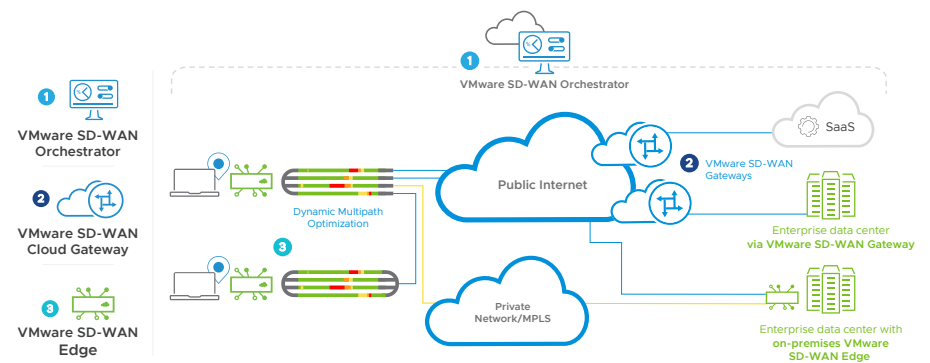 1
VMware SD-WAN
Orchestrator
2
VMware SD-WAN
Cloud Gateway
3
VMware SD-WAN
Edge
1
VMware SD-WAN Orchestrator
Dynamic Multipath
Optimization
3
Public Internet
Private
Network/MPLS
2
VMware SD-WAN
Gateways
SaaS
Enterprise data center
via VMware SD-WAN Gateway
Enterprise data center with
on-premises VMware
SD-WAN Edge